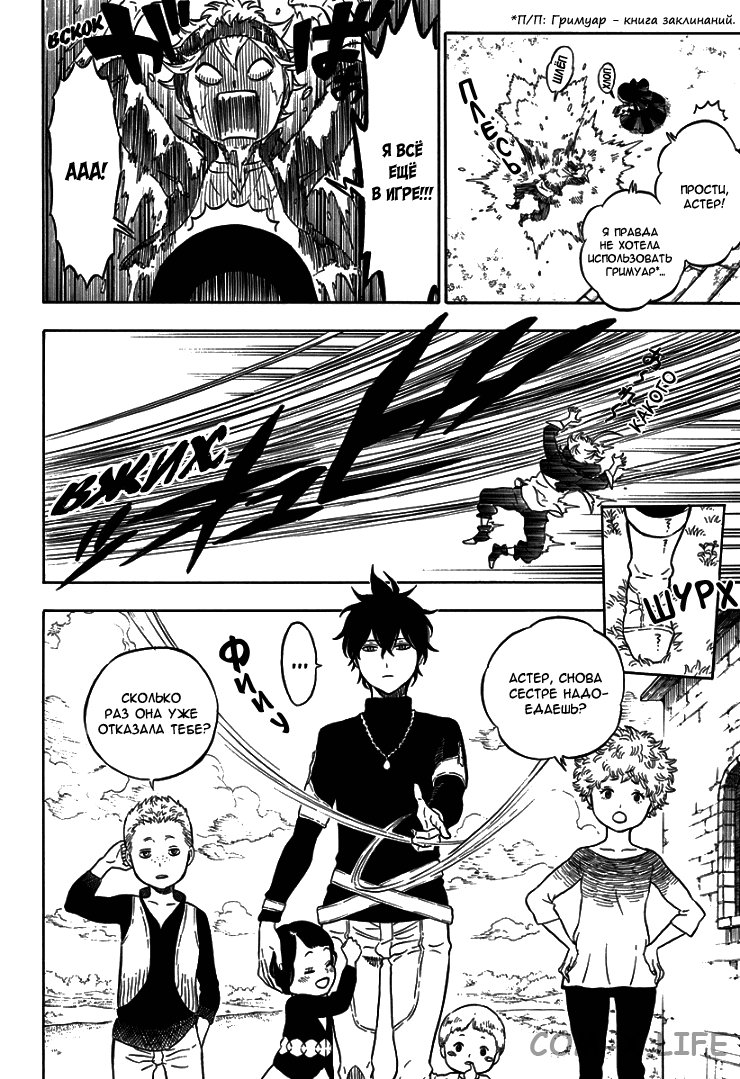 *П/П: Гримуар – книга заклинаний.
ШЛЁП
ХЛОП
ПЛЕСЬ
ПРОСТИ,
АСТЕР!
Я ПРАВДА
НЕ ХОТЕЛА
ИСПОЛЬЗОВАТЬ
ГРИМУАР*...
ВСКОК
Я ВСЁ
ЕЩЁ
В ИГРЕ!!!
ААА!
КАКОГО
ВЖИХ
ШУРХ
ФИИУ
...
АСТЕР, СНОВА
СЕСТРЕ НАДО-
ЕДАЕШЬ?
СКОЛЬКО
РАЗ ОНА УЖЕ
ОТКАЗАЛА ТЕБЕ?